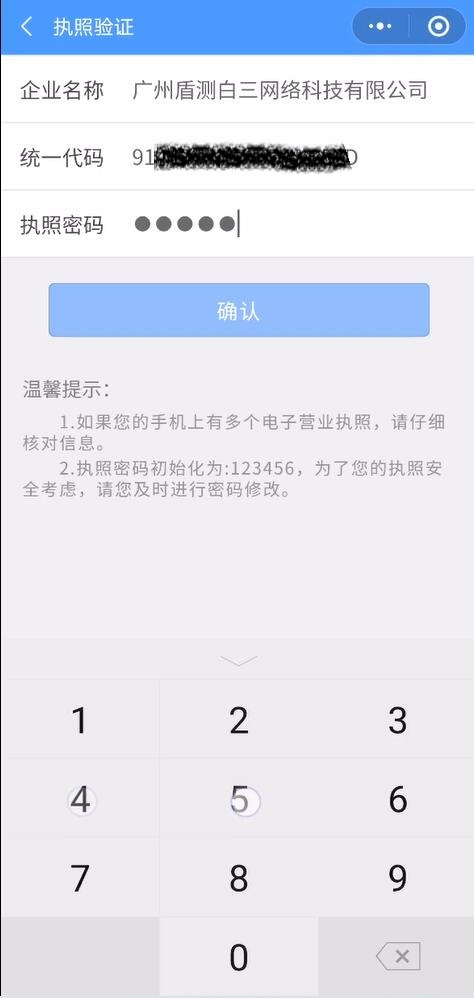 执照验证
企业名称 广州盾测白三网络科技有限公司
统一代码 91
执照密码
确认
温馨提示：
1.如果您的手机上有多个电子营业执照，请仔细
核对信息。
2.执照密码初始化为:123456，为了您的执照安
全考虑，请您及时进行密码修改。
1 2 3
4 5 6
7 8 9
0